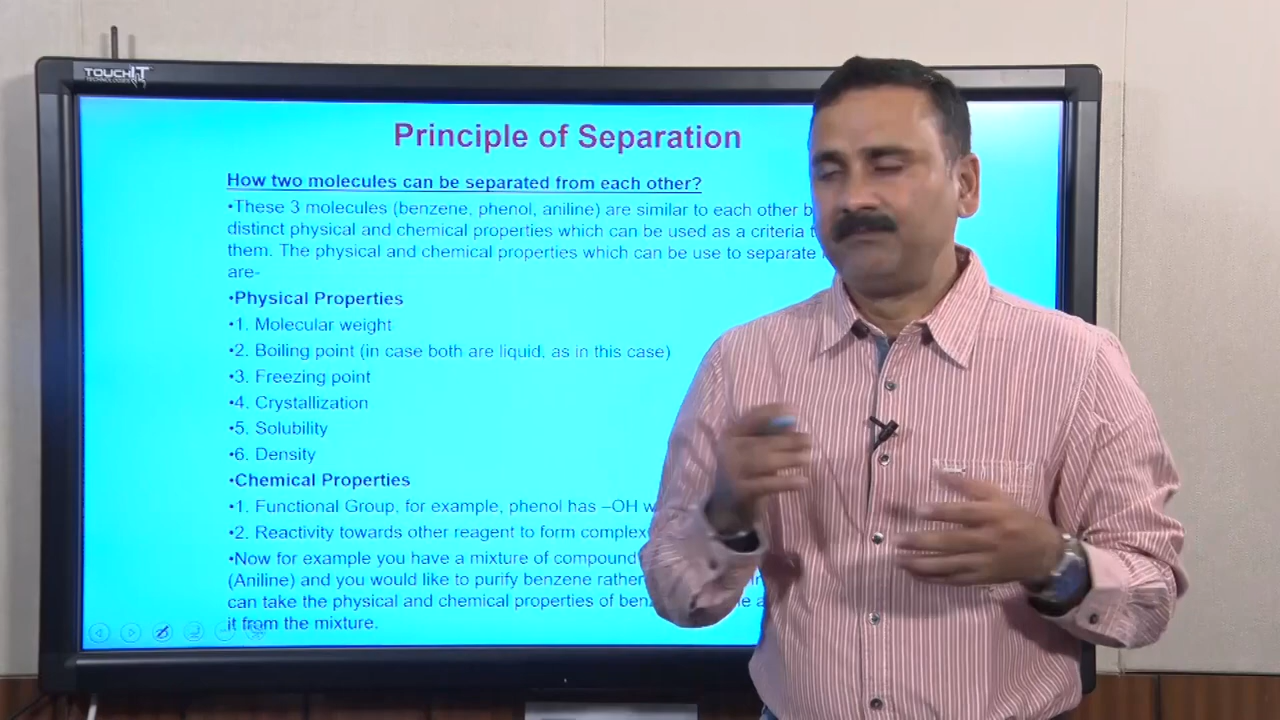 TOUCHIT
TECHNOLOGIES
Principle of Separation
How two molecules can be separated from each other?
•These 3 molecules (benzene, phenol, aniline) are similar to each other
distinct physical and chemical properties which can be used as a criteria
them. The physical and chemical properties which can be use to separate
are-
•Physical Properties
•1. Molecular weight
•2. Boiling point (in case both are liquid, as in this case)
•3. Freezing point
•4. Crystallization
•5. Solubility
•6. Density
•Chemical Properties
•1. Functional Group, for example, phenol has –OH
•2. Reactivity towards other reagent to form complex
•Now for example you have a mixture of compound
(Aniline) and you would like to purify benzene rather
can take the physical and chemical properties of
it from the mixture.